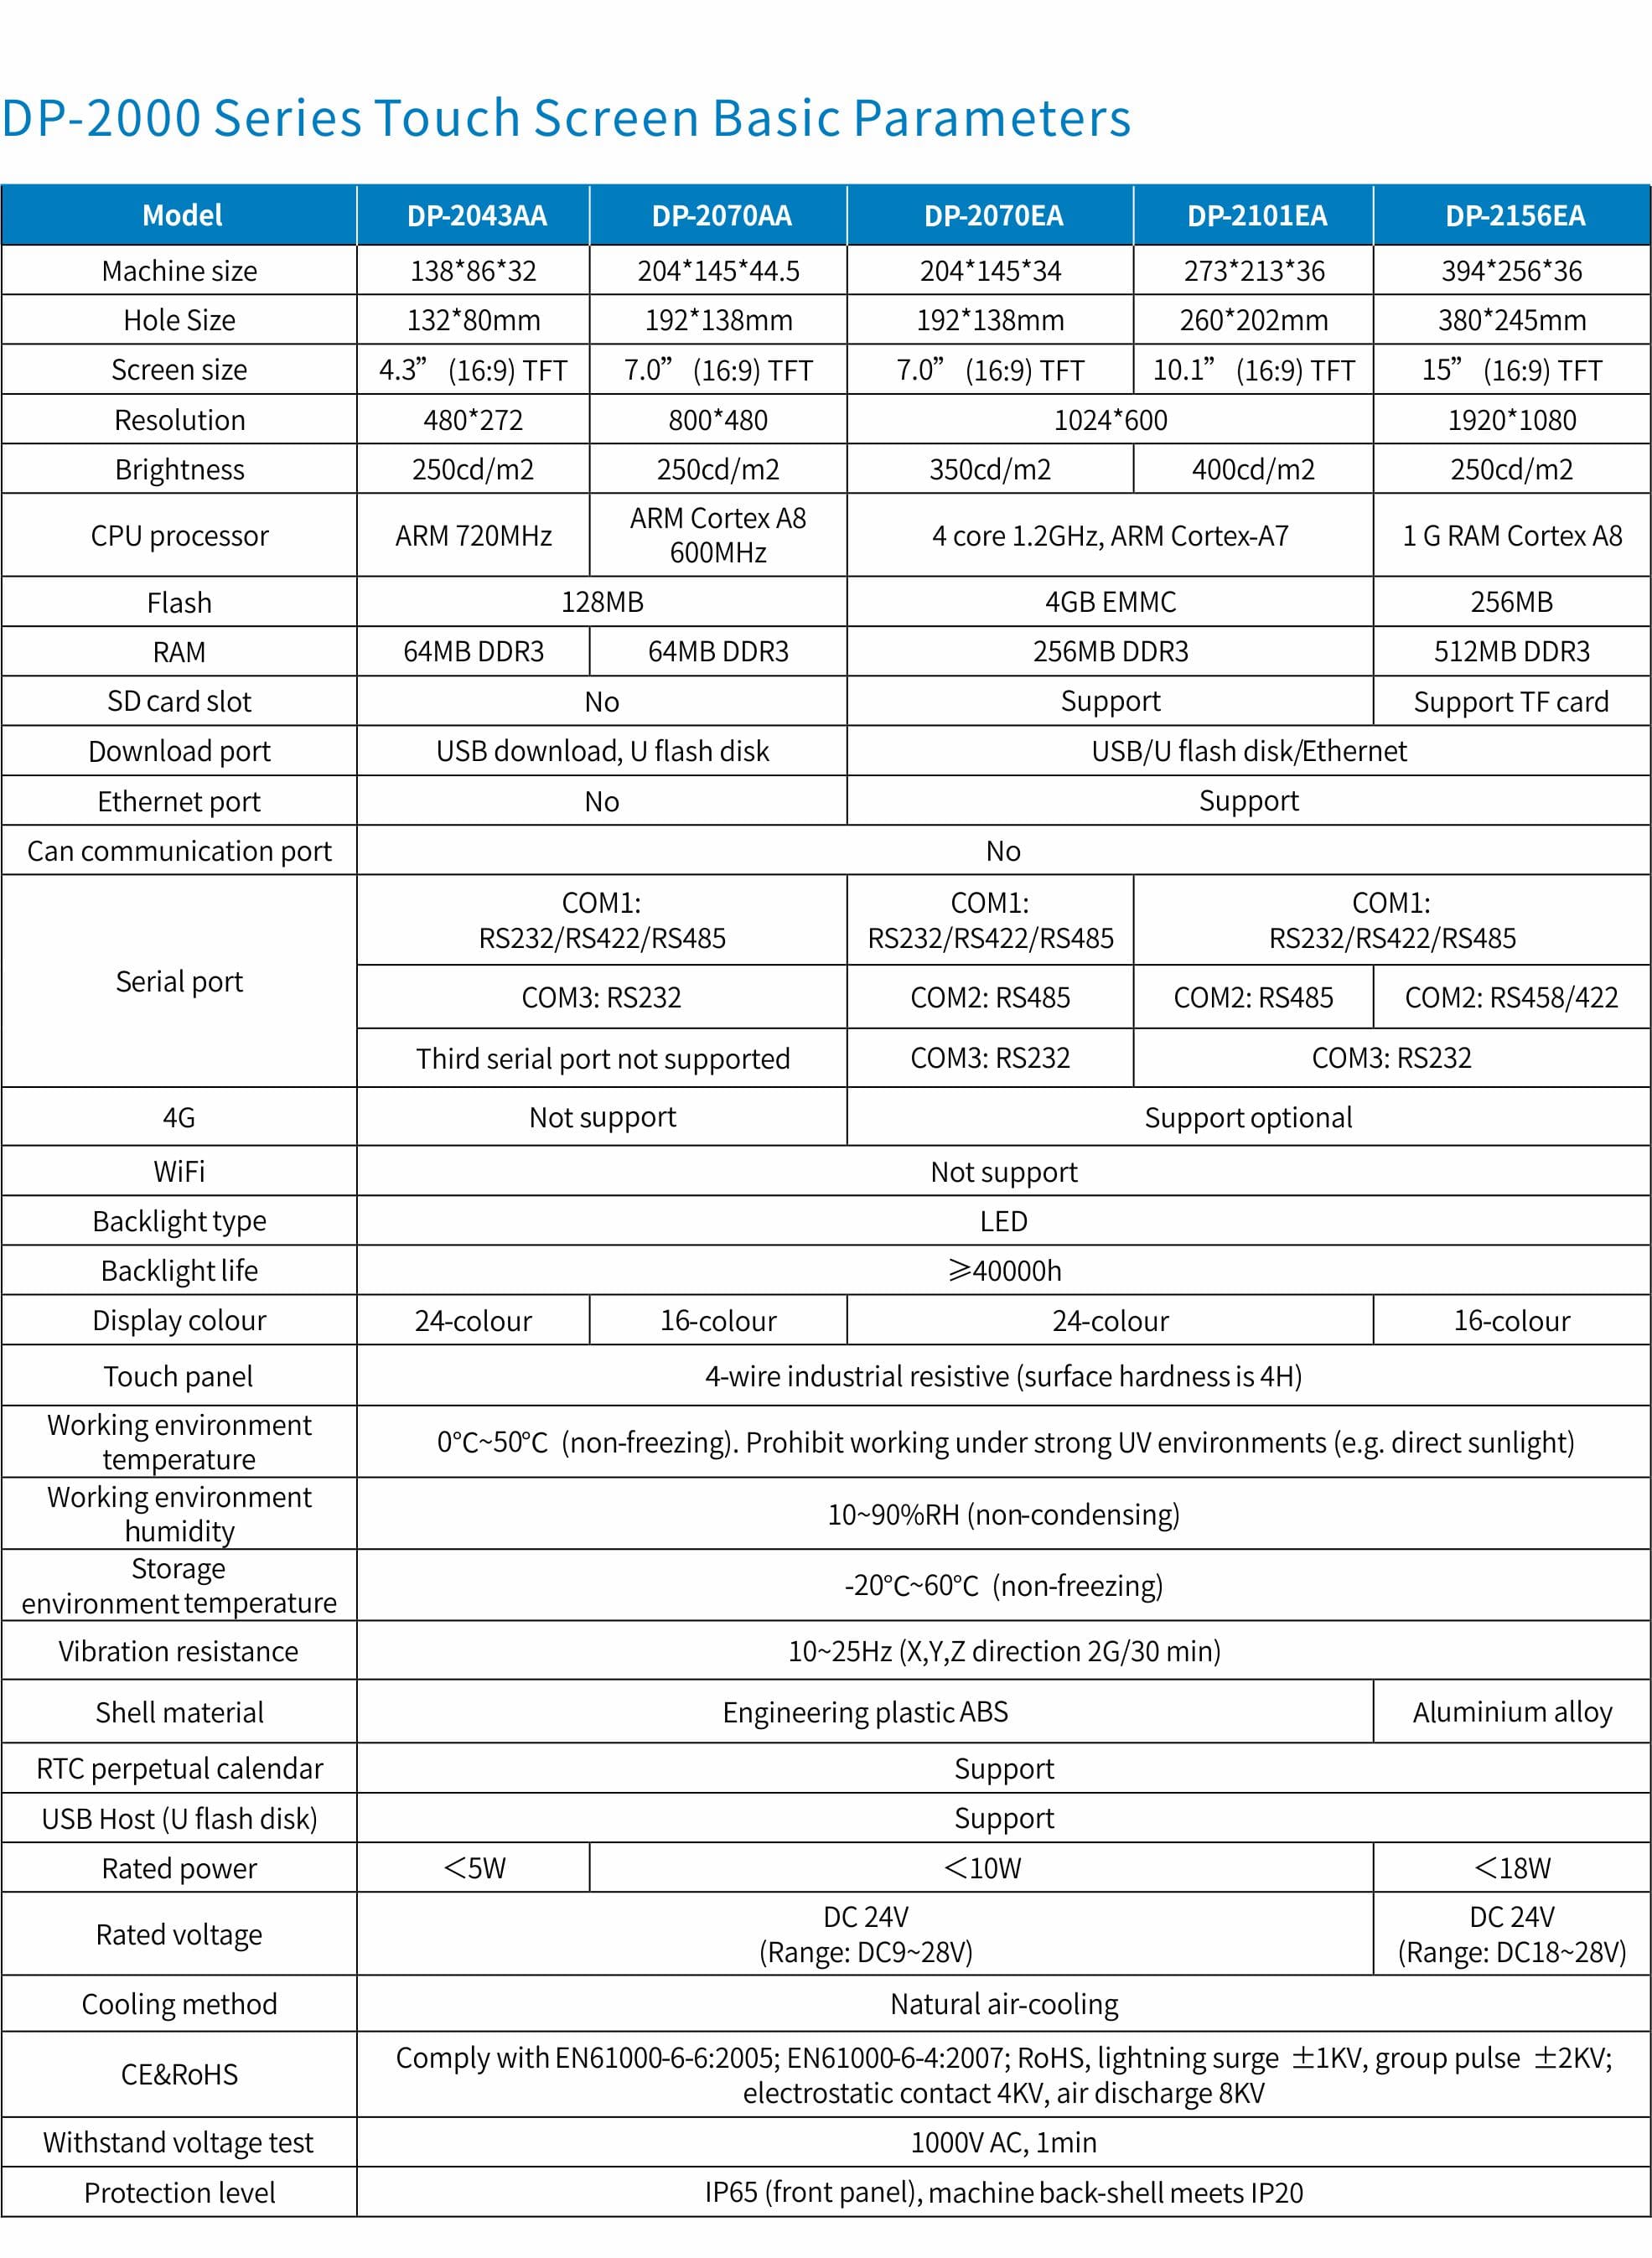 DP-2000 Series Touch Screen Basic Parameters
Model DP-2043AA DP-2070AA DP-2070EA DP-2101EA DP-2156EA
Machine size 138*86*32 204*145*44.5 204*145*34 273*213*36 394*256*36
Hole Size 132*80mm 192*138mm 192*138mm 260*202mm 380*245mm
Screen size 4.3” (16:9) TFT 7.0” (16:9) TFT 7.0” (16:9) TFT 10.1” (16:9) TFT 15” (16:9) TFT
Resolution 480*272 800*480 1024*600 1920*1080
Brightness 250cd/m2 250cd/m2 350cd/m2 400cd/m2 250cd/m2
CPU processor ARM 720MHz ARM Cortex A8
600MHz 4 core 1.2GHz, ARM Cortex-A7 1 G RAM Cortex A8
Flash 128MB 4GB EMMC 256MB
RAM 64MB DDR3 64MB DDR3 256MB DDR3 512MB DDR3
SD card slot No Support Support TF card
Download port USB download, U flash disk USB/U flash disk/Ethernet
Ethernet port No Support
Can communication port No
Serial port
COM1: COM1: COM1:
RS232/RS422/RS485 RS232/RS422/RS485 RS232/RS422/RS485
COM3: RS232 COM2: RS485 COM2: RS485 COM2: RS458/422
Third serial port not supported COM3: RS232 COM3: RS232
4G Not support Support optional
WiFi Not support
Backlight type LED
Backlight life ≥40000h
Display colour 24-colour 16-colour 24-colour 16-colour
Touch panel 4-wire industrial resistive (surface hardness is 4H)
Working environment
temperature 0°C~50°C (non-freezing). Prohibit working under strong UV environments (e.g. direct sunlight)
Working environment
humidity 10~90%RH (non-condensing)
Storage
environment temperature -20°C~60°C (non-freezing)
Vibration resistance 10~25Hz (X,Y,Z direction 2G/30 min)
Shell material Engineering plastic ABS Aluminium alloy
RTC perpetual calendar Support
USB Host (U flash disk) Support
Rated power <5W <10W <18W
Rated voltage DC 24V DC 24V
(Range: DC9~28V) (Range: DC18~28V)
Cooling method Natural air-cooling
CE&RoHS Comply with EN61000-6-6:2005; EN61000-6-4:2007; RoHS, lightning surge ±1KV, group pulse ±2KV;
electrostatic contact 4KV, air discharge 8KV
Withstand voltage test 1000V AC, 1min
Protection level IP65 (front panel), machine back-shell meets IP20